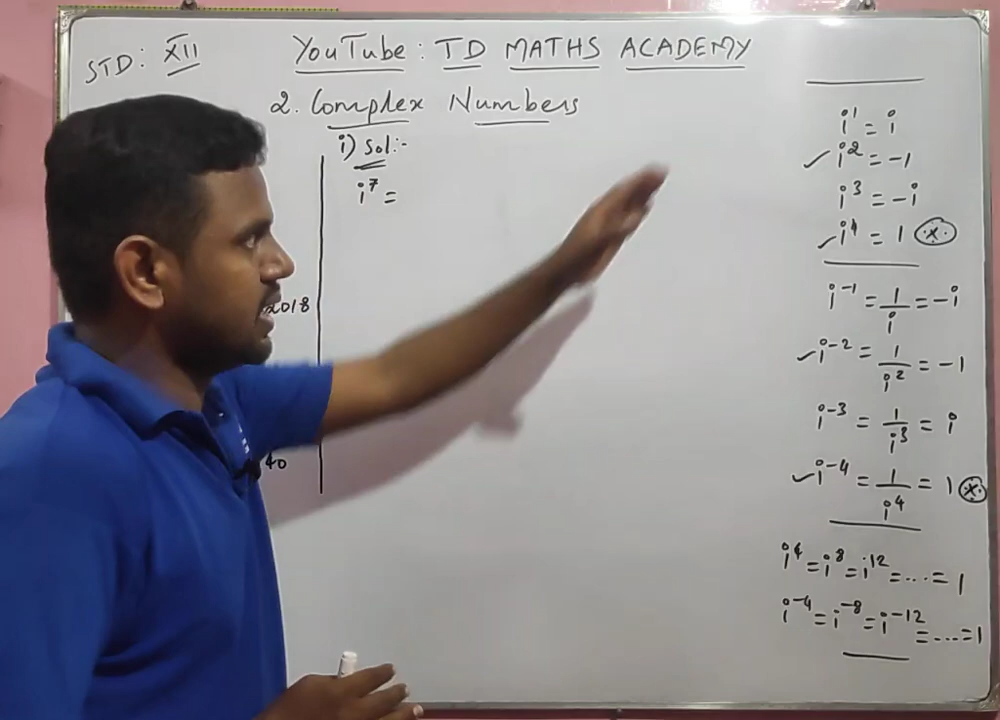 STD: XII
YouTube: TD MATHS ACADEMY
2. Complex Numbers
i) Sol:-
i⁷ =
2018
40
i¹ = i
✓ i² = -1
i³ = -i
✓ i⁴ = 1 (*)
i⁻¹ = 1/i = -i
✓ i⁻² = 1/i² = -1
i⁻³ = 1/i³ = i
✓ i⁻⁴ = 1/i⁴ = 1 (*)
i⁴ = i⁸ = i¹² = .... = 1
i⁻⁴ = i⁻⁸ = i⁻¹² = .... = 1